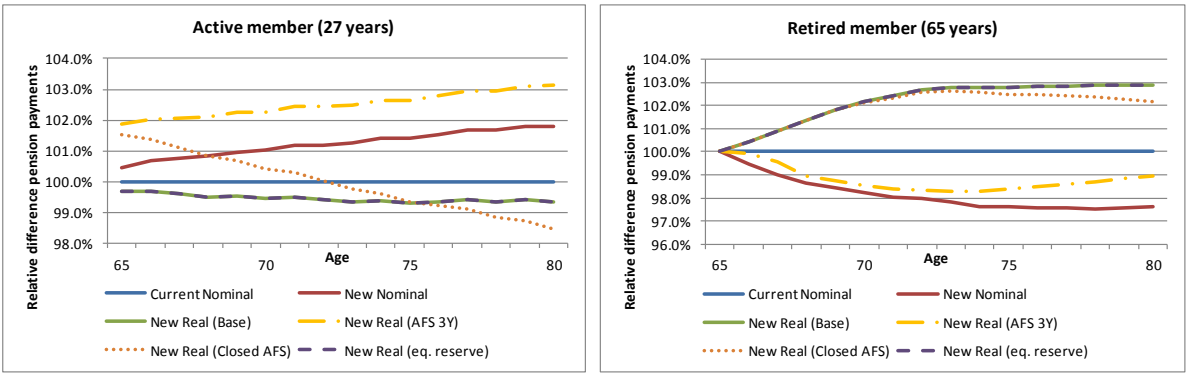 Active member (27 years)
Relative difference pension payments
104.0%
103.0%
102.0%
101.0%
100.0%
99.0%
98.0%
65
70
75
80
Age
Current Nominal
New Nominal
New Real (Base)
New Real (AFS 3Y)
New Real (Closed AFS)
New Real (eq. reserve)
Retired member (65 years)
Relative difference pension payments
104.0%
103.0%
102.0%
101.0%
100.0%
99.0%
98.0%
97.0%
96.0%
65
70
75
80
Age
Current Nominal
New Nominal
New Real (Base)
New Real (AFS 3Y)
New Real (Closed AFS)
New Real (eq. reserve)